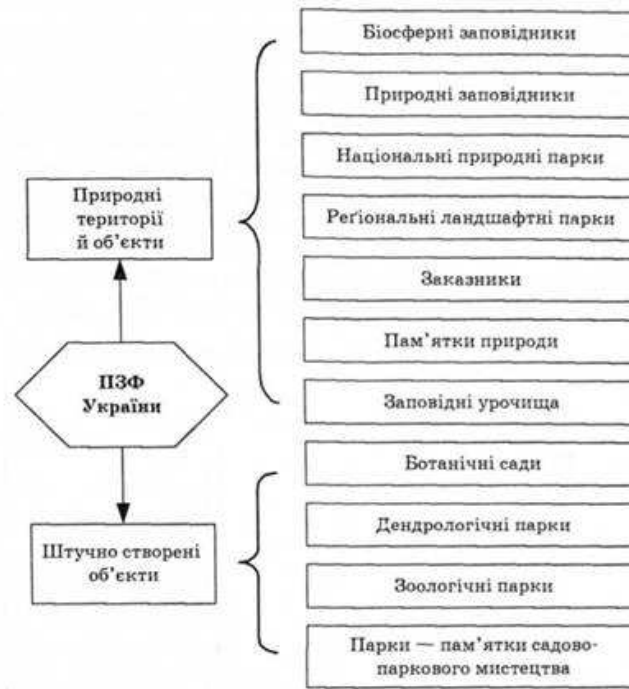 Біосферні заповідники
Природні заповідники
Національні природні парки
Реґіональні ландшафтні парки
Заказники
Пам’ятки природи
Заповідні урочища
Природні
території
й об’єкти
ПЗФ
України
Штучно створені
об’єкти
Ботанічні сади
Дендрологічні парки
Зоологічні парки
Парки — пам’ятки садово-
паркового мистецтва